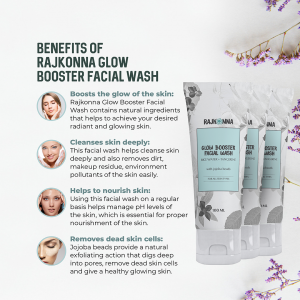 BENEFITS OF
RAJKONNA GLOW
BOOSTER FACIAL WASH
Boosts the glow of the skin:
Rajkonna Glow Booster Facial
Wash contains natural ingredients
that helps to achieve your desired
radiant and glowing skin.
Cleanses skin deeply:
This facial wash helps cleanse skin
deeply and also removes dirt,
makeup residue, environment
pollutants of the skin easily.
Helps to nourish skin:
Using this facial wash on a regular
basis helps manage pH levels of
the skin, which is essential for proper
nourishment of the skin.
Removes dead skin cells:
Jojoba beads provide a natural
exfoliating action that digs deep
into pores, remove dead skin cells
and give a healthy glowing skin.
RAJKONNA
GLOW BOOSTER
FACIAL WASH